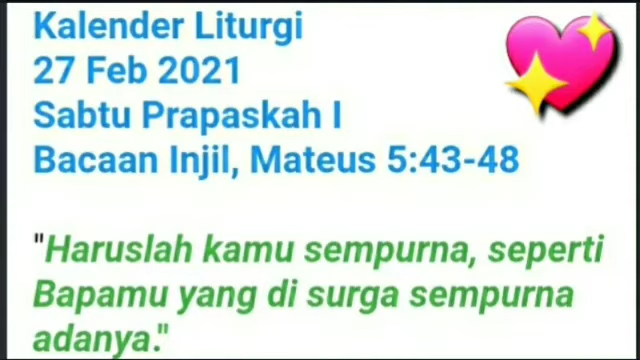 Kalender Liturgi
27 Feb 2021
Sabtu Prapaskah I
Bacaan Injil, Mateus 5:43-48
"Haruslah kamu sempurna, seperti
Bapamu yang di surga sempurna
adanya."